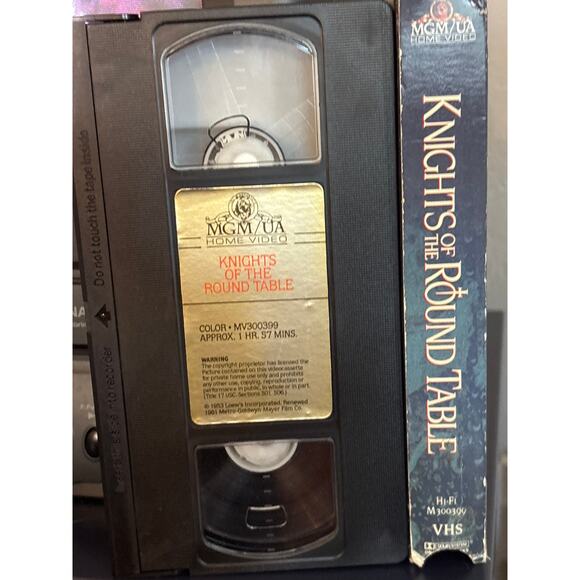 Do not touch the tape inside
MGM/UA
HOME VIDEO
KNIGHTS
OF THE
ROUND TABLE
COLOR • MV300399
APPROX. 1 HR. 57 MINS.
WARNING
The copyright proprietor has licensed the
Picture contained on this videocassette
for private home use only and prohibits
any other use, copying, reproduction or
performance in public, in whole or in part.
(Title 17 USC-Sections 501, 506.)
© 1953 Loew's Incorporated. Renewed
1981 Metro-Goldwyn Mayer Film Co.
MGM/UA
HOME VIDEO
KNIGHTS OF THE ROUND TABLE
HI-FI
M300399
VHS